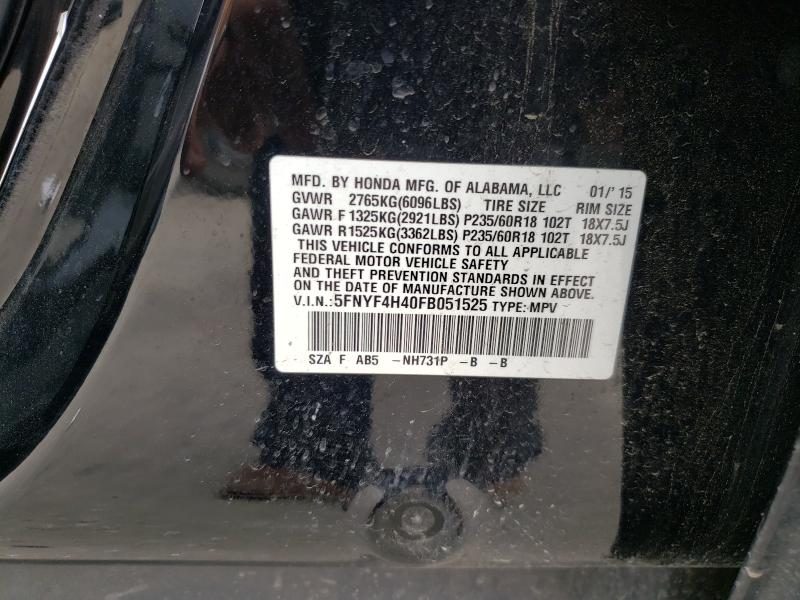 MFD. BY HONDA MFG. OF ALABAMA, LLC 01/'15
GVWR 2765KG(6096LBS) TIRE SIZE RIM SIZE
GAWR F 1325KG(2921LBS) P235/60R18 102T 18X7.5J
GAWR R1525KG(3362LBS) P235/60R18 102T 18X7.5J
THIS VEHICLE CONFORMS TO ALL APPLICABLE
FEDERAL MOTOR VEHICLE SAFETY
AND THEFT PREVENTION STANDARDS IN EFFECT
ON THE DATE OF MANUFACTURE SHOWN ABOVE.
V.I.N.:5FNYF4H40FB051525 TYPE:MPV
SZA F AB5 -NH731P -B -B